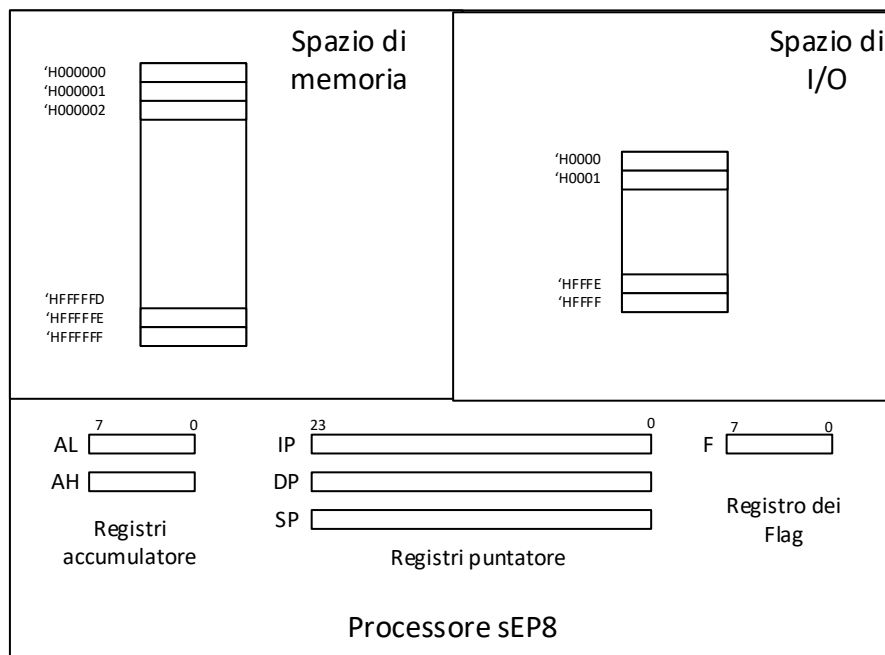 Spazio di
memoria
‘H000000
‘H000001
‘H000002
‘HFFFFFD
‘HFFFFFE
‘HFFFFFF
Spazio di
I/O
‘H0000
‘H0001
‘HFFFE
‘HFFFF
7 0
AL
AH
Registri
accumulatore
23 0
IP
DP
SP
Registri puntatore
7 0
F
Registro dei
Flag
Processore sEP8